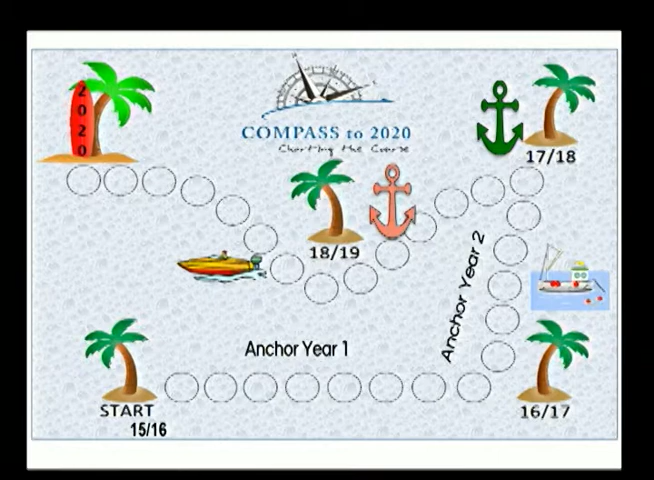 2020
COMPASS to 2020
Charting the Course
17/18
18/19
Anchor Year 2
Anchor Year 1
START
15/16
16/17